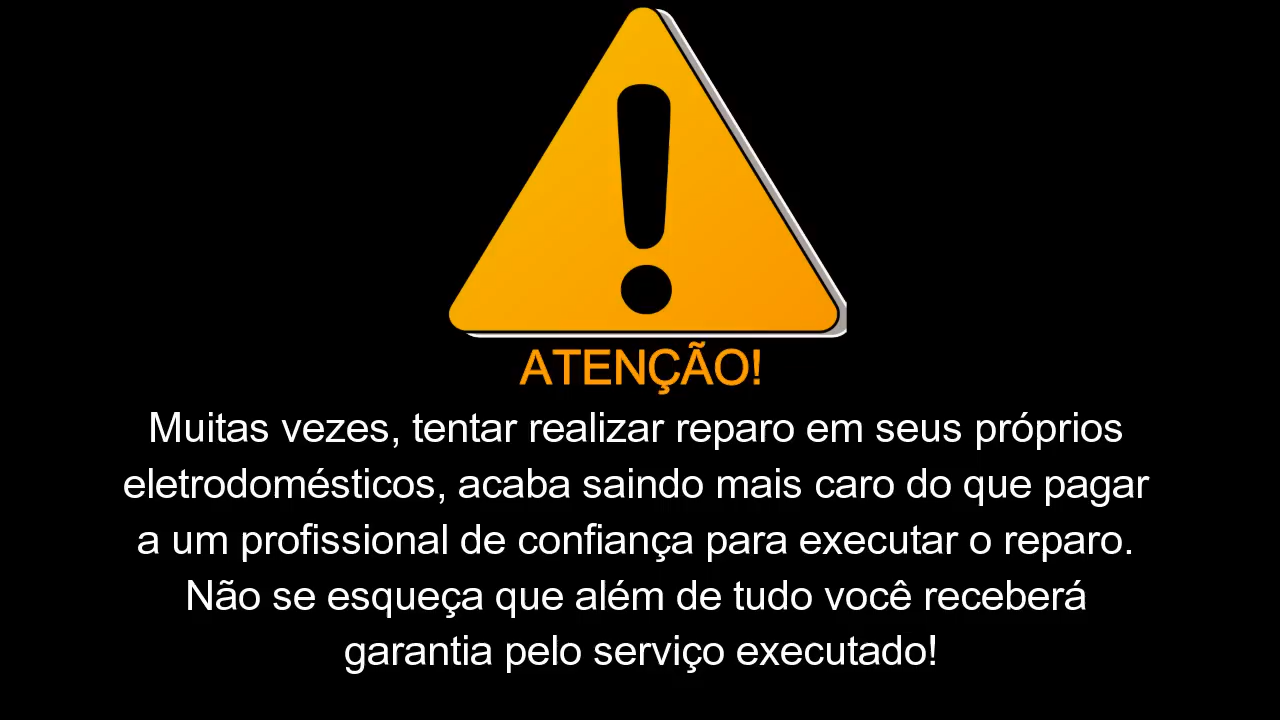 ATENÇÃO!
Muitas vezes, tentar realizar reparo em seus próprios
eletrodomésticos, acaba saindo mais caro do que pagar
a um profissional de confiança para executar o reparo.
Não se esqueça que além de tudo você receberá
garantia pelo serviço executado!